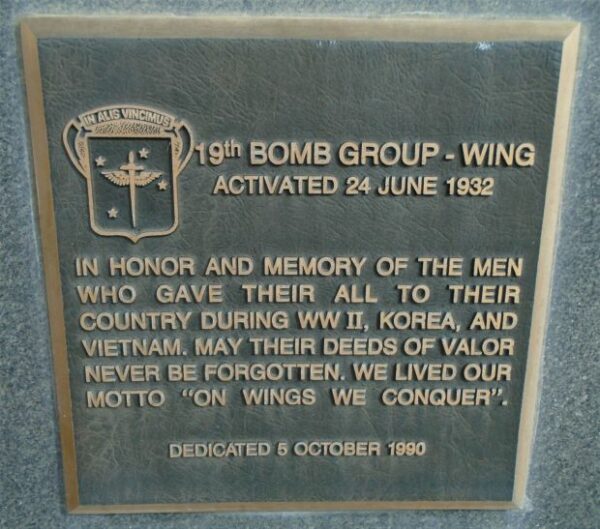 IN ALIS VINCIMUS
19th BOMB GROUP - WING
ACTIVATED 24 JUNE 1932
IN HONOR AND MEMORY OF THE MEN
WHO GAVE THEIR ALL TO THEIR
COUNTRY DURING WW II, KOREA, AND
VIETNAM. MAY THEIR DEEDS OF VALOR
NEVER BE FORGOTTEN. WE LIVED OUR
MOTTO "ON WINGS WE CONQUER".
DEDICATED 5 OCTOBER 1990